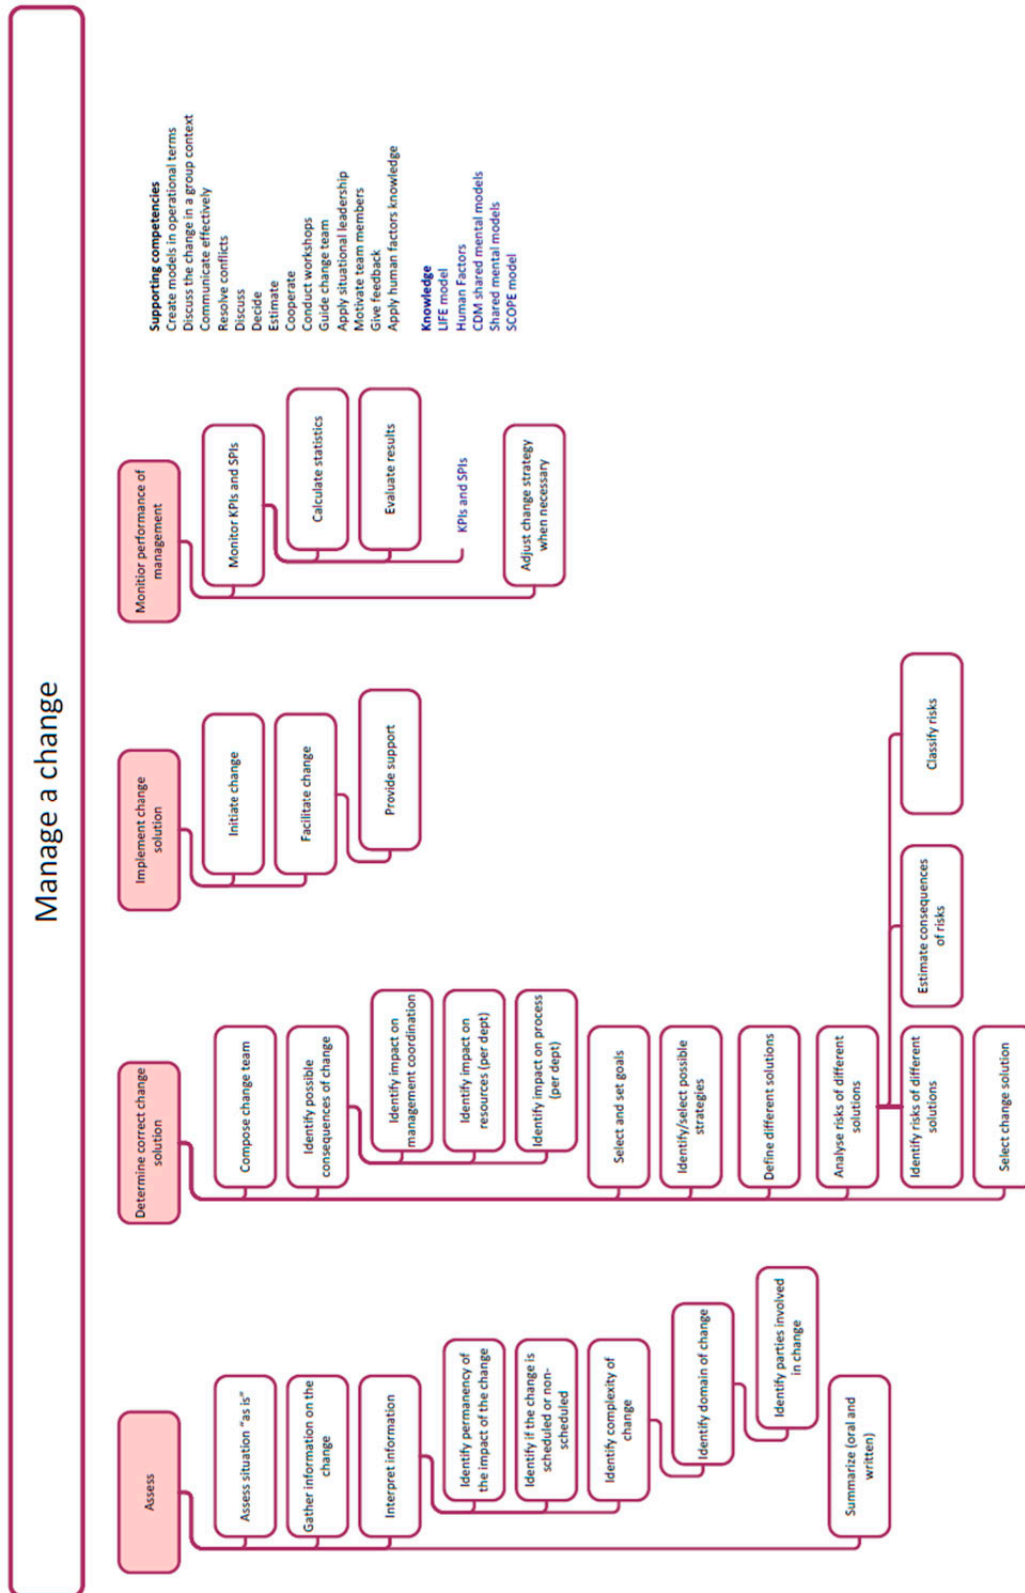 Manage a change
Assess
Assess situation "as is"
Gather information on the
change
Interpret information
Identify permanency of
the impact of the change
Identify if the change is
scheduled or non-
scheduled
Identify complexity of
change
Identify domain of change
Identify parties involved
in change
Summarize (oral and
written)
Determine correct change
solution
Compose change team
Identify possible
consequences of change
Identify impact on
management coordination
Identify impact on
resources (per dept)
Identify impact on process
(per dept)
Select and set goals
Identify/select possible
strategies
Define different solutions
Analyse risks of different
solutions
Identify risks of different
solutions
Estimate consequences
of risks
Classify risks
Select change solution
Implement change
solution
Initiate change
Facilitate change
Provide support
Monitior performance of
management
Monitor KPIs and SPIs
Calculate statistics
Evaluate results
KPIs and SPIs
Adjust change strategy
when necessary
Supporting competencies
Create models in operational terms
Discuss the change in a group context
Communicate effectively
Resolve conflicts
Discuss
Decide
Estimate
Cooperate
Conduct workshops
Guide change team
Apply situational leadership
Motivate team members
Give feedback
Apply human factors knowledge
Knowledge
LIFE model
Human Factors
CDM shared mental models
Shared mental models
SCOPE model